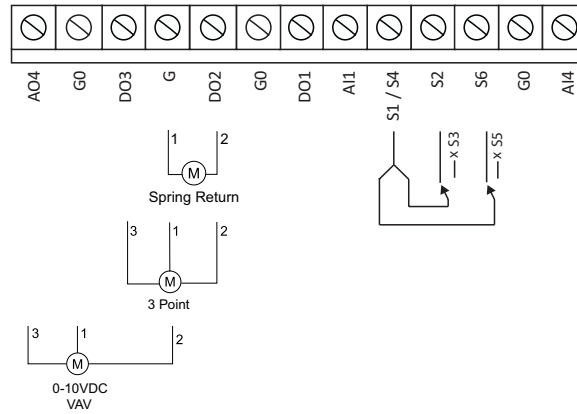 AO4 G0 DO3 G DO2 G0 DO1 AI1 S1 / S4 S2 S6 G0 AI4
1 2
x S3
x S5
M
Spring Return
3 1 2
M
3 Point
3 1 2
M
0-10VDC
VAV